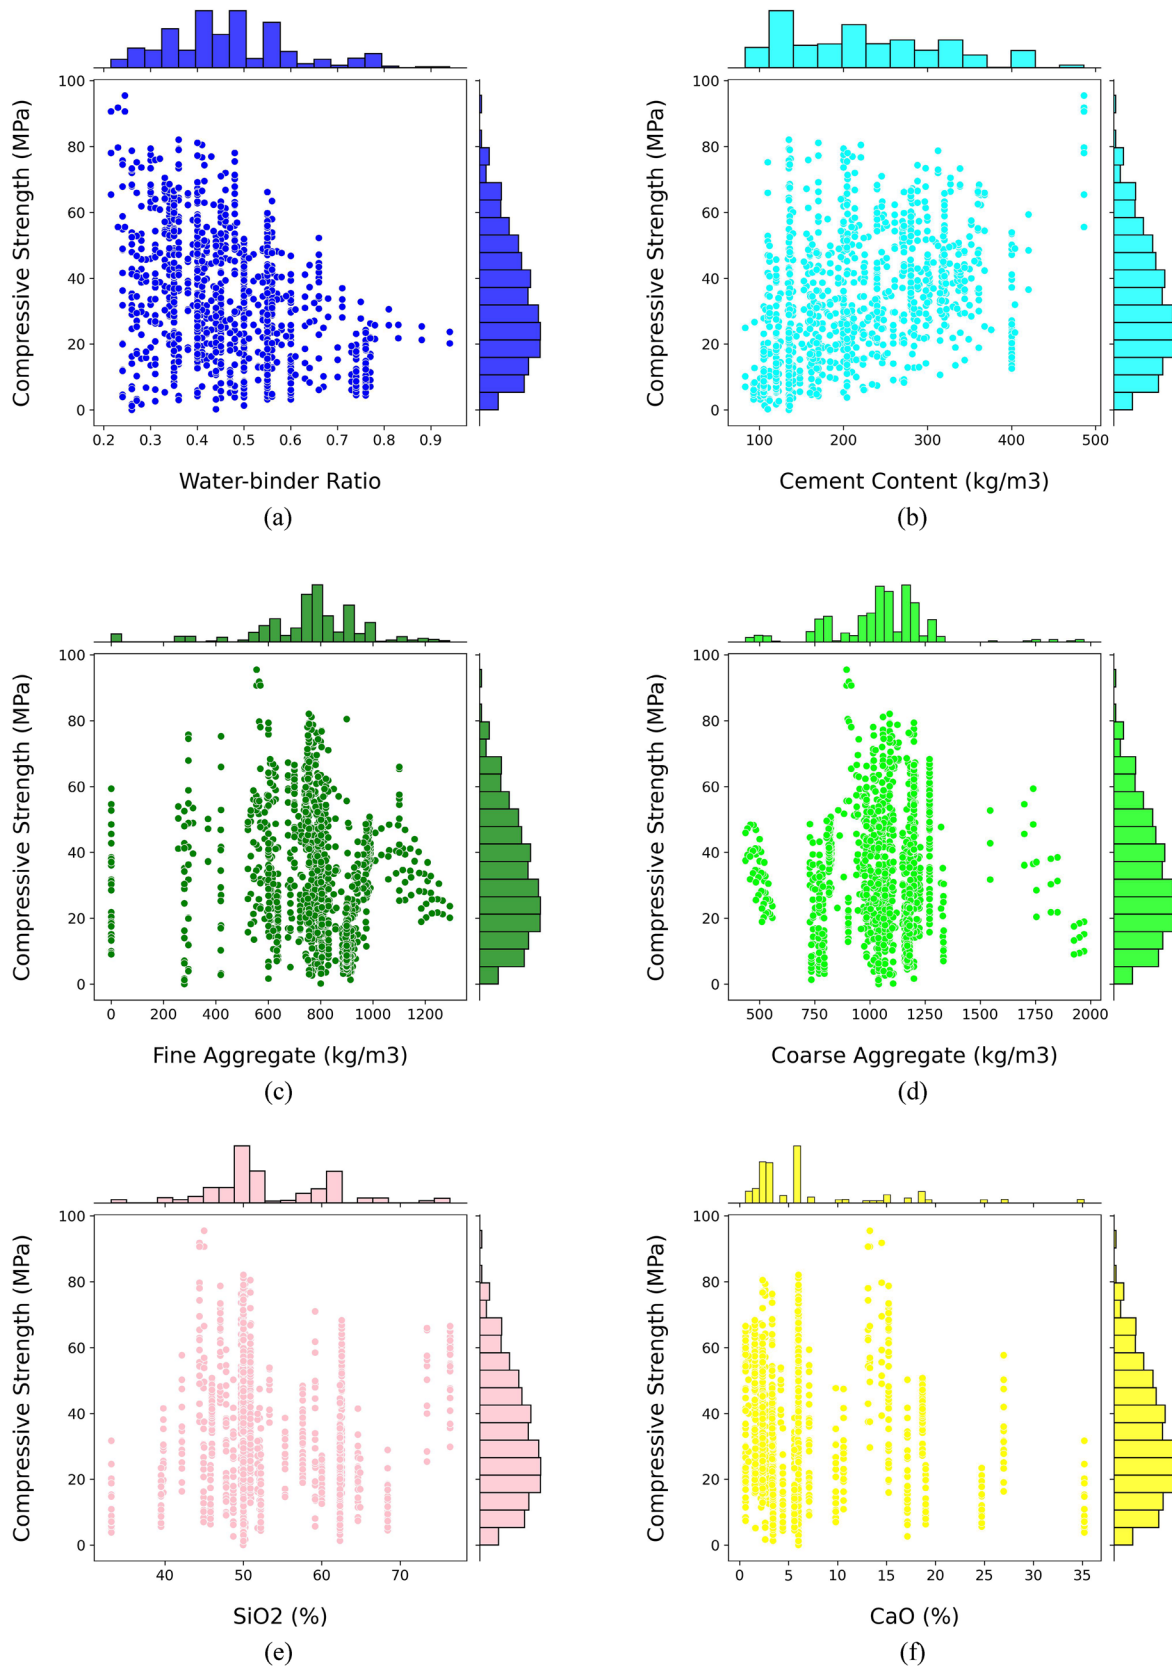 100
80
60
40
20
0
Compressive Strength (MPa)
0.2 0.3 0.4 0.5 0.6 0.7 0.8 0.9
Water-binder Ratio
(a)
100
80
60
40
20
0
Compressive Strength (MPa)
100 200 300 400 500
Cement Content (kg/m3)
(b)
100
80
60
40
20
0
Compressive Strength (MPa)
0 200 400 600 800 1000 1200
Fine Aggregate (kg/m3)
(c)
100
80
60
40
20
0
Compressive Strength (MPa)
500 750 1000 1250 1500 1750 2000
Coarse Aggregate (kg/m3)
(d)
100
80
60
40
20
0
Compressive Strength (MPa)
40 50 60 70
SiO2 (%)
(e)
100
80
60
40
20
0
Compressive Strength (MPa)
0 5 10 15 20 25 30 35
CaO (%)
(f)